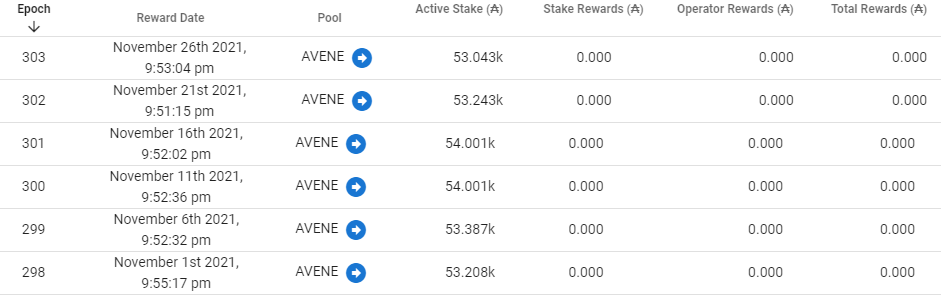 Epoch Reward Date Pool Active Stake (₳) Stake Rewards (₳) Operator Rewards (₳) Total Rewards (₳)
303 November 26th 2021, 9:53:04 pm AVENE 53.043k 0.000 0.000 0.000
302 November 21st 2021, 9:51:15 pm AVENE 53.243k 0.000 0.000 0.000
301 November 16th 2021, 9:52:02 pm AVENE 54.001k 0.000 0.000 0.000
300 November 11th 2021, 9:52:36 pm AVENE 54.001k 0.000 0.000 0.000
299 November 6th 2021, 9:52:32 pm AVENE 53.387k 0.000 0.000 0.000
298 November 1st 2021, 9:55:17 pm AVENE 53.208k 0.000 0.000 0.000